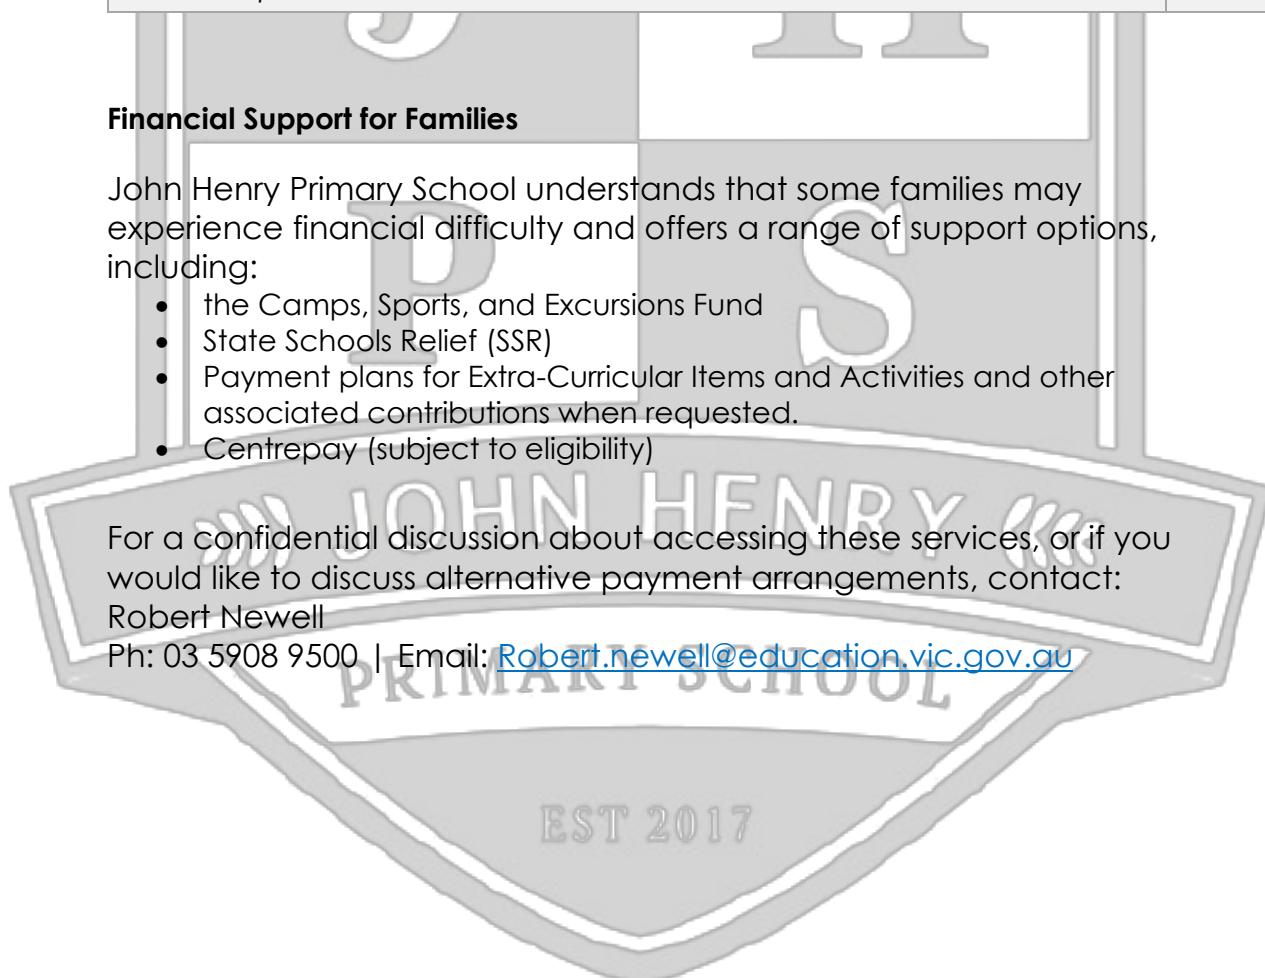 Financial Support for Families
John Henry Primary School understands that some families may
experience financial difficulty and offers a range of support options,
including:
• the Camps, Sports, and Excursions Fund
• State Schools Relief (SSR)
• Payment plans for Extra-Curricular Items and Activities and other
associated contributions when requested.
• Centrepay (subject to eligibility)
For a confidential discussion about accessing these services, or if you
would like to discuss alternative payment arrangements, contact:
Robert Newell
Ph: 03 5908 9500 | Email: Robert.newell@education.vic.gov.au
J H
P S
JOHN HENRY
PRIMARY SCHOOL
EST 2017